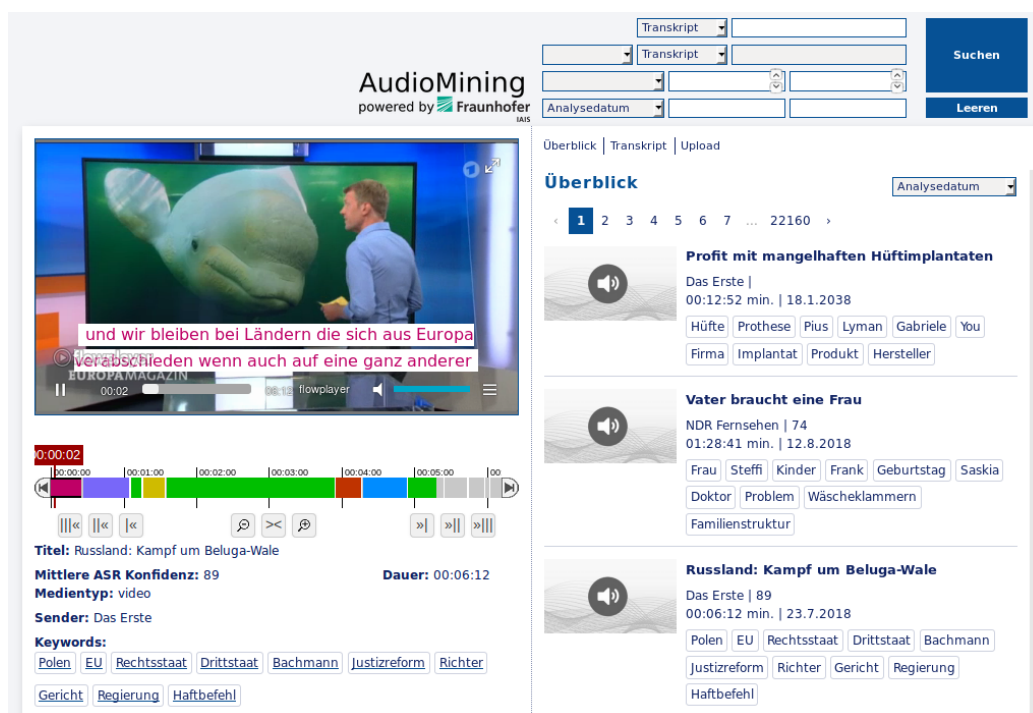 Transkript
Transkript
Suchen
AudioMining
powered by Fraunhofer
IAIS
Analysedatum
Leeren
Überblick | Transkript | Upload
Überblick
Analysedatum
‹ 1 2 3 4 5 6 7 ... 22160 ›
und wir bleiben bei Ländern die sich aus Europa
verabschieden wenn auch auf eine ganz anderer
flowplayer
EUROPAMAGAZIN
00:02 06:12 flowplayer
0:00:02
00:00:00 00:01:00 00:02:00 00:03:00 00:04:00 00:05:00 00
|||« ||« |« >< »| »|| »|||
Titel: Russland: Kampf um Beluga-Wale
Mittlere ASR Konfidenz: 89 Dauer: 00:06:12
Medientyp: video
Sender: Das Erste
Keywords:
Polen EU Rechtsstaat Drittstaat Bachmann Justizreform Richter
Gericht Regierung Haftbefehl
Profit mit mangelhaften Hüftimplantaten
Das Erste |
00:12:52 min. | 18.1.2038
Hüfte Prothese Pius Lyman Gabriele You
Firma Implantat Produkt Hersteller
Vater braucht eine Frau
NDR Fernsehen | 74
01:28:41 min. | 12.8.2018
Frau Steffi Kinder Frank Geburtstag Saskia
Doktor Problem Wäscheklammern
Familienstruktur
Russland: Kampf um Beluga-Wale
Das Erste | 89
00:06:12 min. | 23.7.2018
Polen EU Rechtsstaat Drittstaat Bachmann
Justizreform Richter Gericht Regierung
Haftbefehl